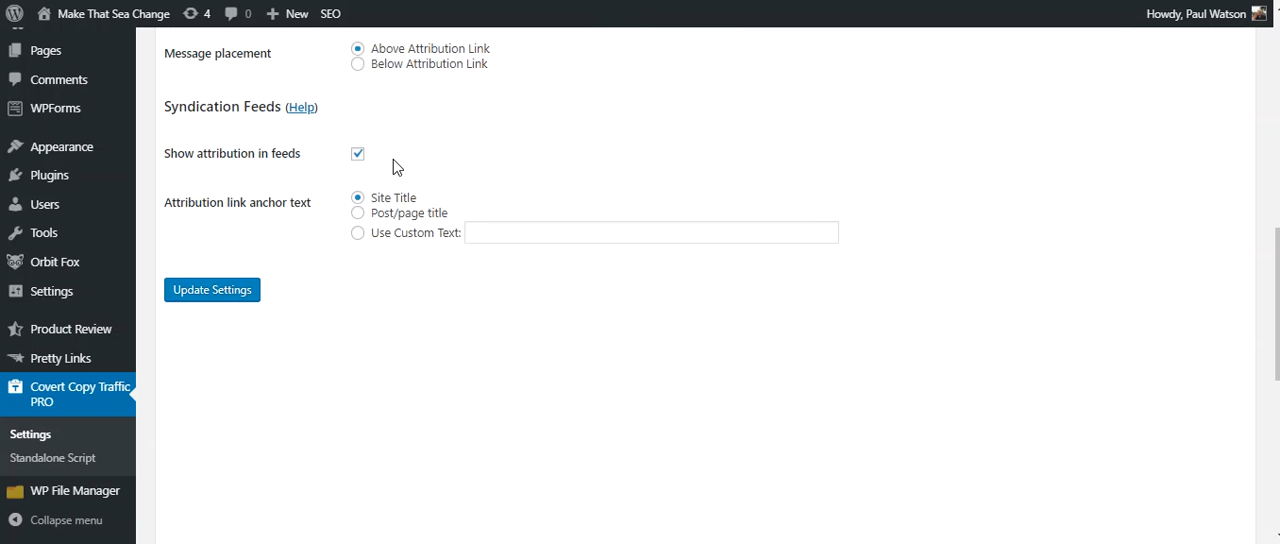 Make That Sea Change 4 0 New SEO Howdy, Paul Watson
Pages
Comments
WPForms
Appearance
Plugins
Users
Tools
Orbit Fox
Settings
Product Review
Pretty Links
Covert Copy Traffic
PRO
Settings
Standalone Script
WP File Manager
Collapse menu
Message placement
Above Attribution Link
Below Attribution Link
Syndication Feeds (Help)
Show attribution in feeds
Attribution link anchor text
Site Title
Post/page title
Use Custom Text:
Update Settings